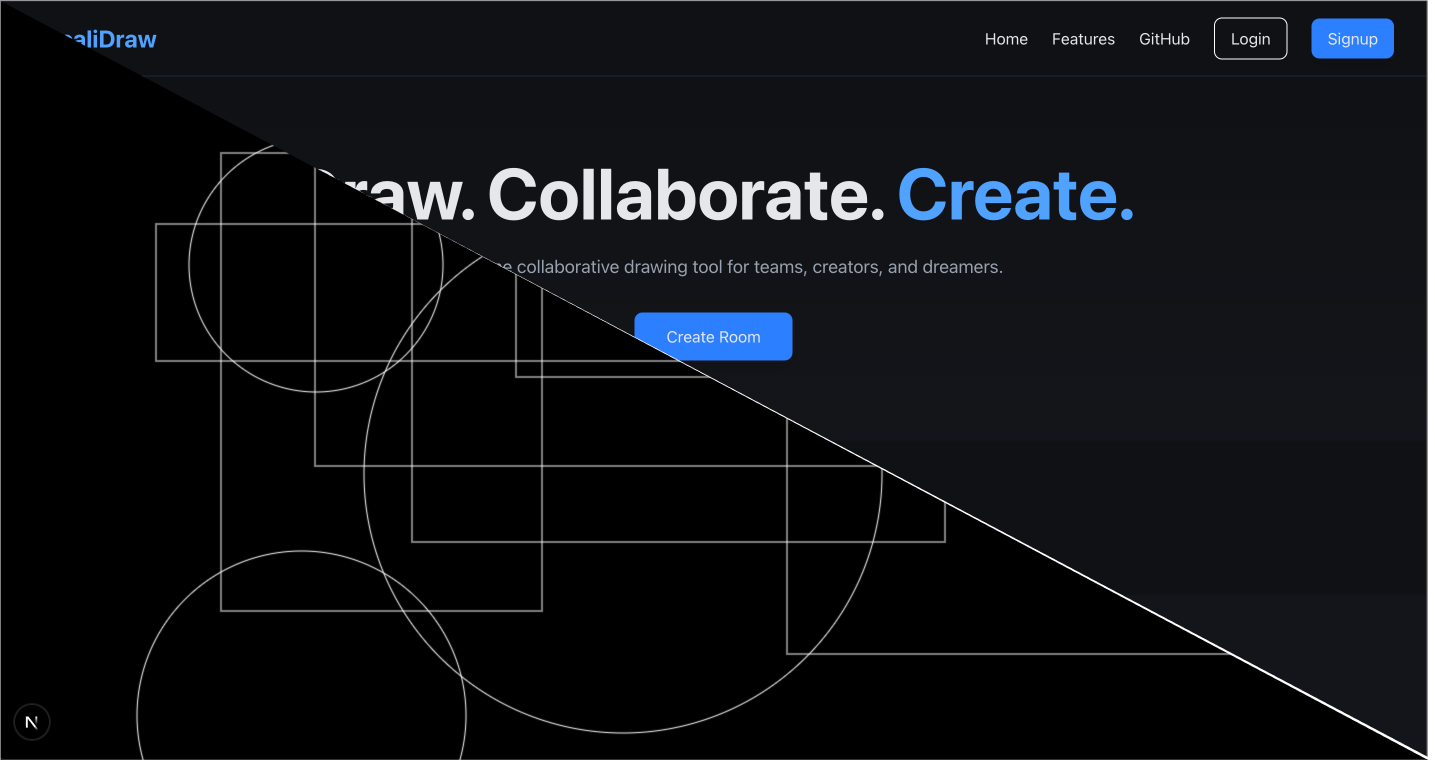 aliDraw Home Features GitHub Login Signup
raw. Collaborate. Create.
collaborative drawing tool for teams, creators, and dreamers.
Create Room
N